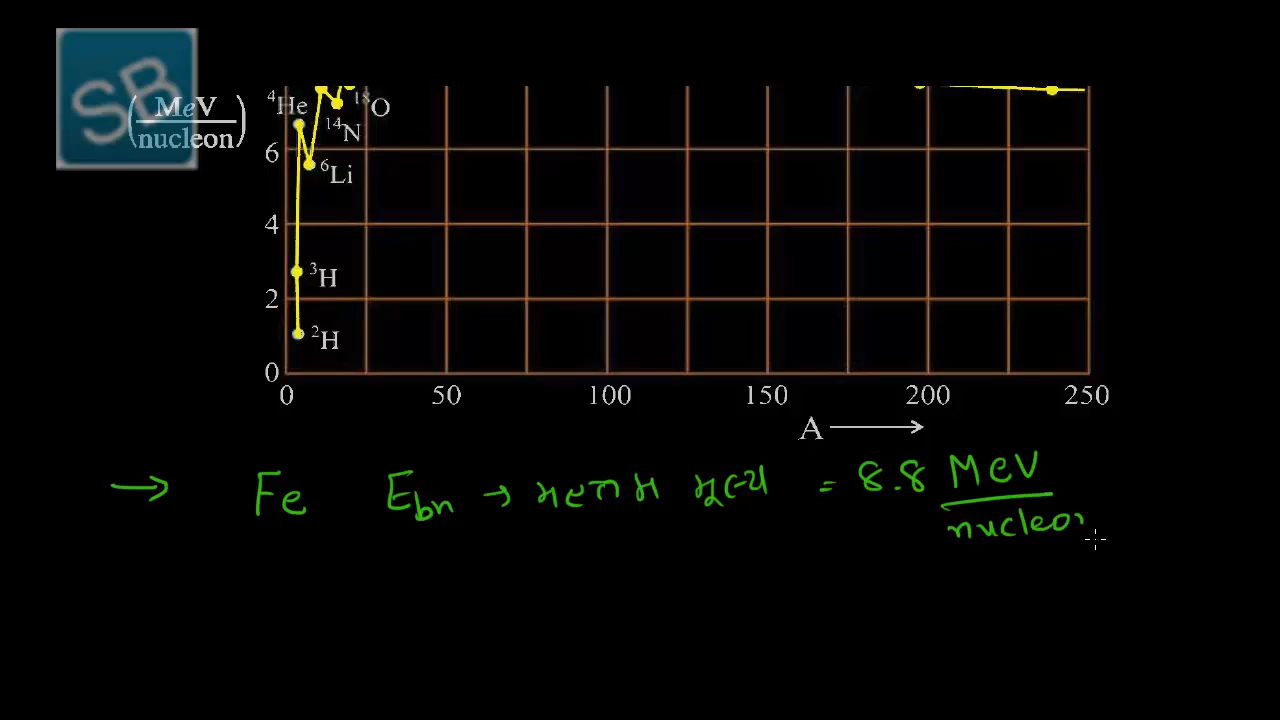 SB
(MeV/nucleon)
⁴He ¹⁸O
¹⁴N
6 ⁶Li
4
³H
2
²H
0
0 50 100 150 200 250
A →
→ Fe E_bn → મહત્તમ મૂલ્ય = 8.8 MeV/nucleon